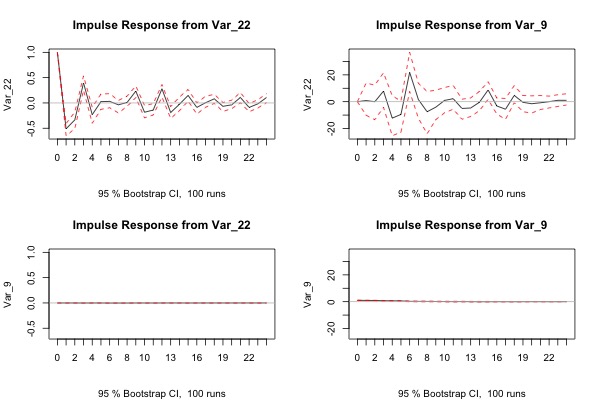 Impulse Response from Var_22
Var_22
1.0
0.5
0.0
-0.5
0 2 4 6 8 10 13 16 19 22
95 % Bootstrap CI,  100 runs
Impulse Response from Var_9
Var_22
20
0
-20
0 2 4 6 8 10 13 16 19 22
95 % Bootstrap CI,  100 runs
Impulse Response from Var_22
Var_9
1.0
0.5
0.0
-0.5
0 2 4 6 8 10 13 16 19 22
95 % Bootstrap CI,  100 runs
Impulse Response from Var_9
Var_9
20
0
-20
0 2 4 6 8 10 13 16 19 22
95 % Bootstrap CI,  100 runs